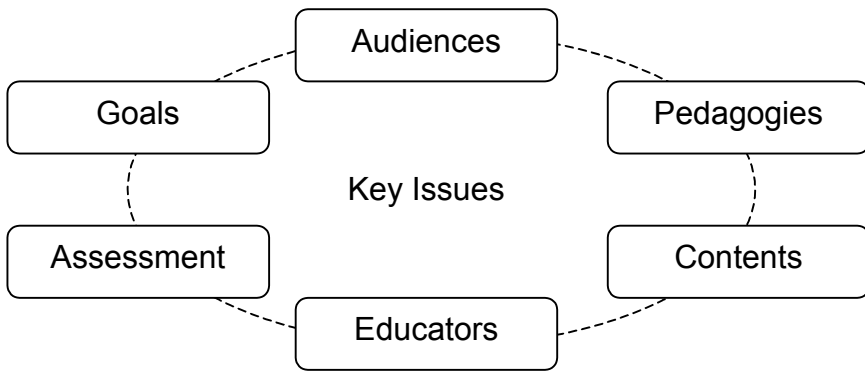 Audiences
Goals
Pedagogies
Key Issues
Assessment
Contents
Educators